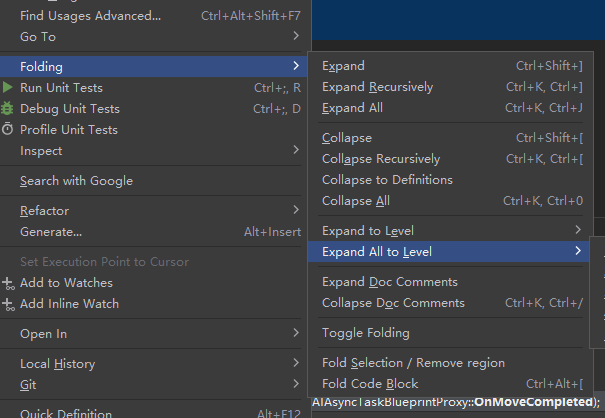 Find Usages Advanced... Ctrl+Alt+Shift+F7
Go To
Folding
Run Unit Tests Ctrl+;, R
Debug Unit Tests Ctrl+;, D
Profile Unit Tests
Inspect
Search with Google
Refactor
Generate... Alt+Insert
Set Execution Point to Cursor
Add to Watches
Add Inline Watch
Open In
Local History
Git
Quick Definition Alt+F12
Expand Ctrl+Shift+]
Expand Recursively Ctrl+K, Ctrl+]
Expand All Ctrl+K, Ctrl+J
Collapse Ctrl+Shift+[
Collapse Recursively Ctrl+K, Ctrl+[
Collapse to Definitions
Collapse All Ctrl+K, Ctrl+0
Expand to Level
Expand All to Level
Expand Doc Comments
Collapse Doc Comments Ctrl+K, Ctrl+/
Toggle Folding
Fold Selection / Remove region
Fold Code Block Ctrl+Alt+[
AIAsyncTaskBlueprintProxy::OnMoveCompleted);